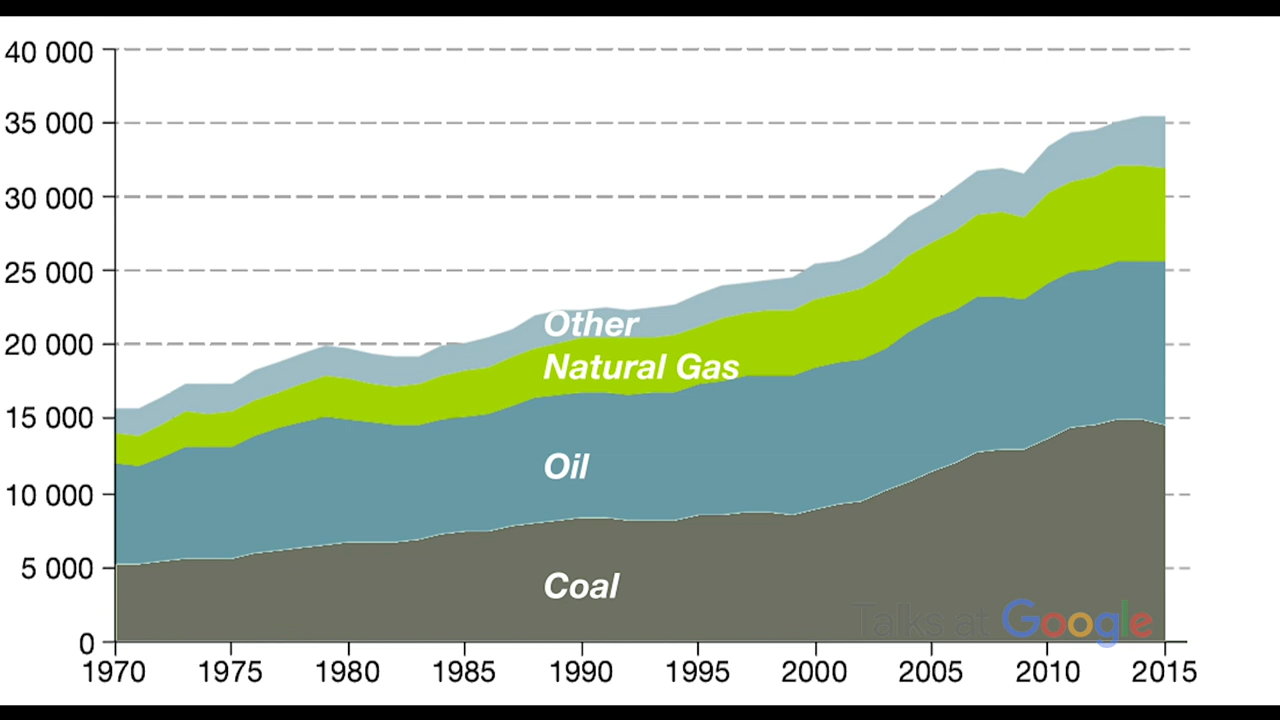 40 000
35 000
30 000
25 000
20 000
15 000
10 000
5 000
0
Other
Natural Gas
Oil
Coal
Talks at Google
1970 1975 1980 1985 1990 1995 2000 2005 2010 2015